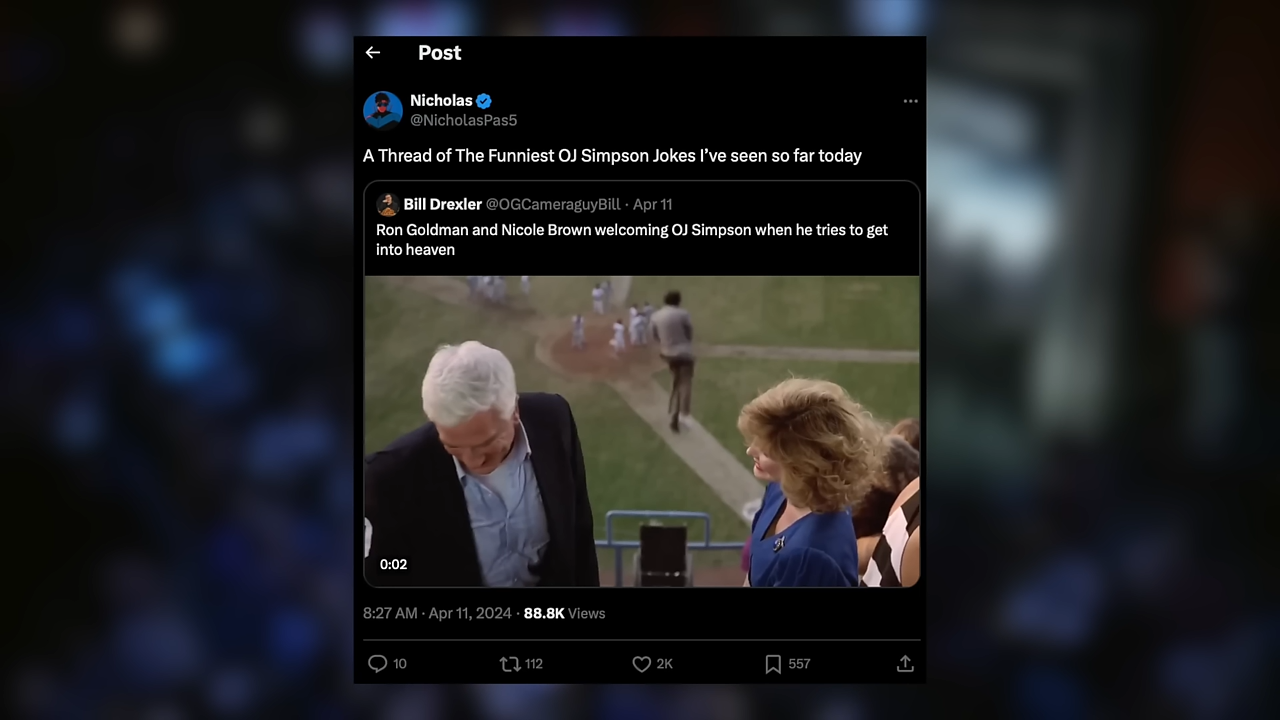 Post
Nicholas
@NicholasPas5
A Thread of The Funniest OJ Simpson Jokes I’ve seen so far today
Bill Drexler @OGCameraguyBill · Apr 11
Ron Goldman and Nicole Brown welcoming OJ Simpson when he tries to get
into heaven
0:02
8:27 AM · Apr 11, 2024 · 88.8K Views
10 112 2K 557